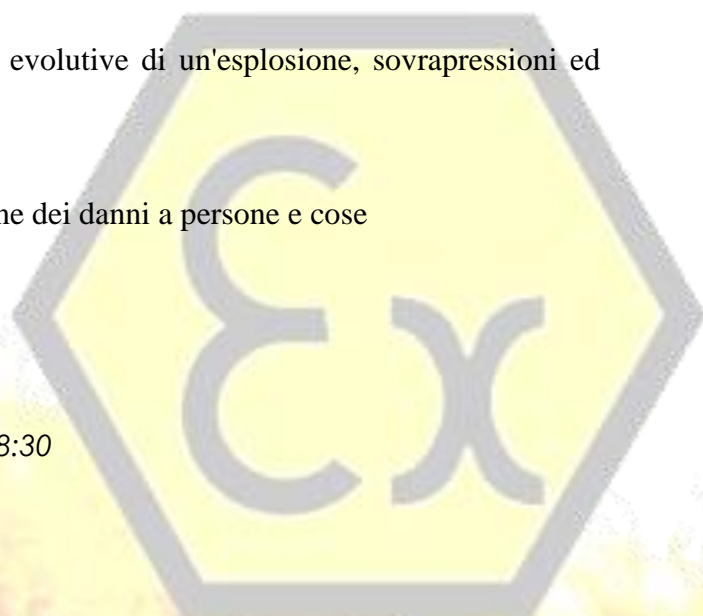 evolutive di un'esplosione, sovrapressioni ed
ne dei danni a persone e cose
8:30
Ex